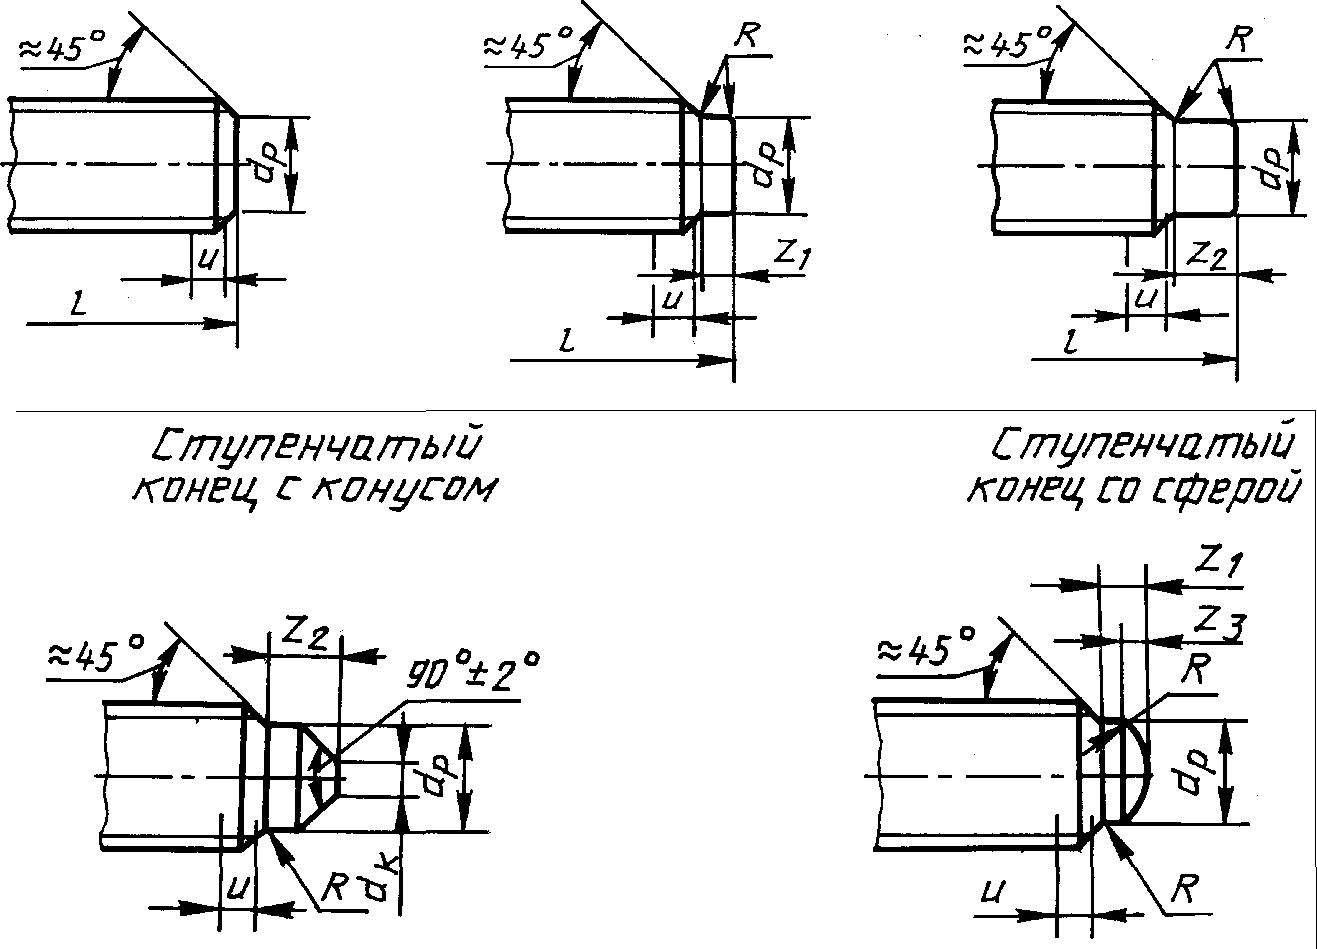 ≈45°
dp
u
l
≈45°
R
dp
z1
u
l
≈45°
R
dp
z2
u
l
Ступенчатый
конец с конусом
Ступенчатый
конец со сферой
≈45°
z2
90°±2°
dp
dк
u
R
z1
z3
≈45°
R
dp
u
R